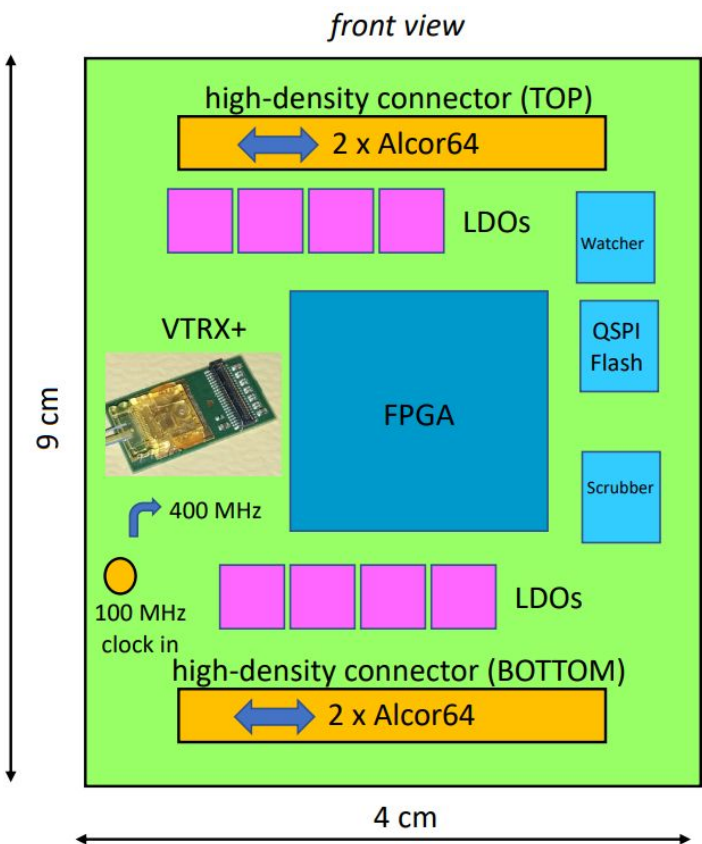 front view
high-density connector (TOP)
2 x Alcor64
LDOs
Watcher
VTRX+
QSPI
Flash
FPGA
9 cm
Scrubber
400 MHz
100 MHz
clock in
LDOs
high-density connector (BOTTOM)
2 x Alcor64
4 cm